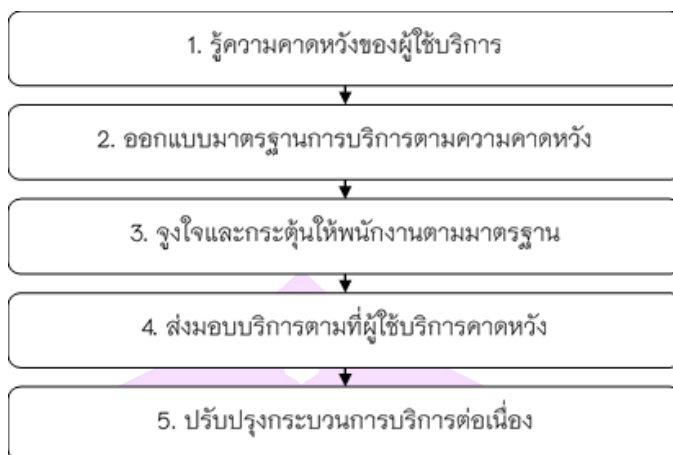 1. รู้ความคาดหวังของผู้ใช้บริการ
2. ออกแบบมาตรฐานการบริการตามความคาดหวัง
3. จูงใจและกระตุ้นให้พนักงานตามมาตรฐาน
4. ส่งมอบบริการตามที่ผู้ใช้บริการคาดหวัง
5. ปรับปรุงกระบวนการบริการต่อเนื่อง